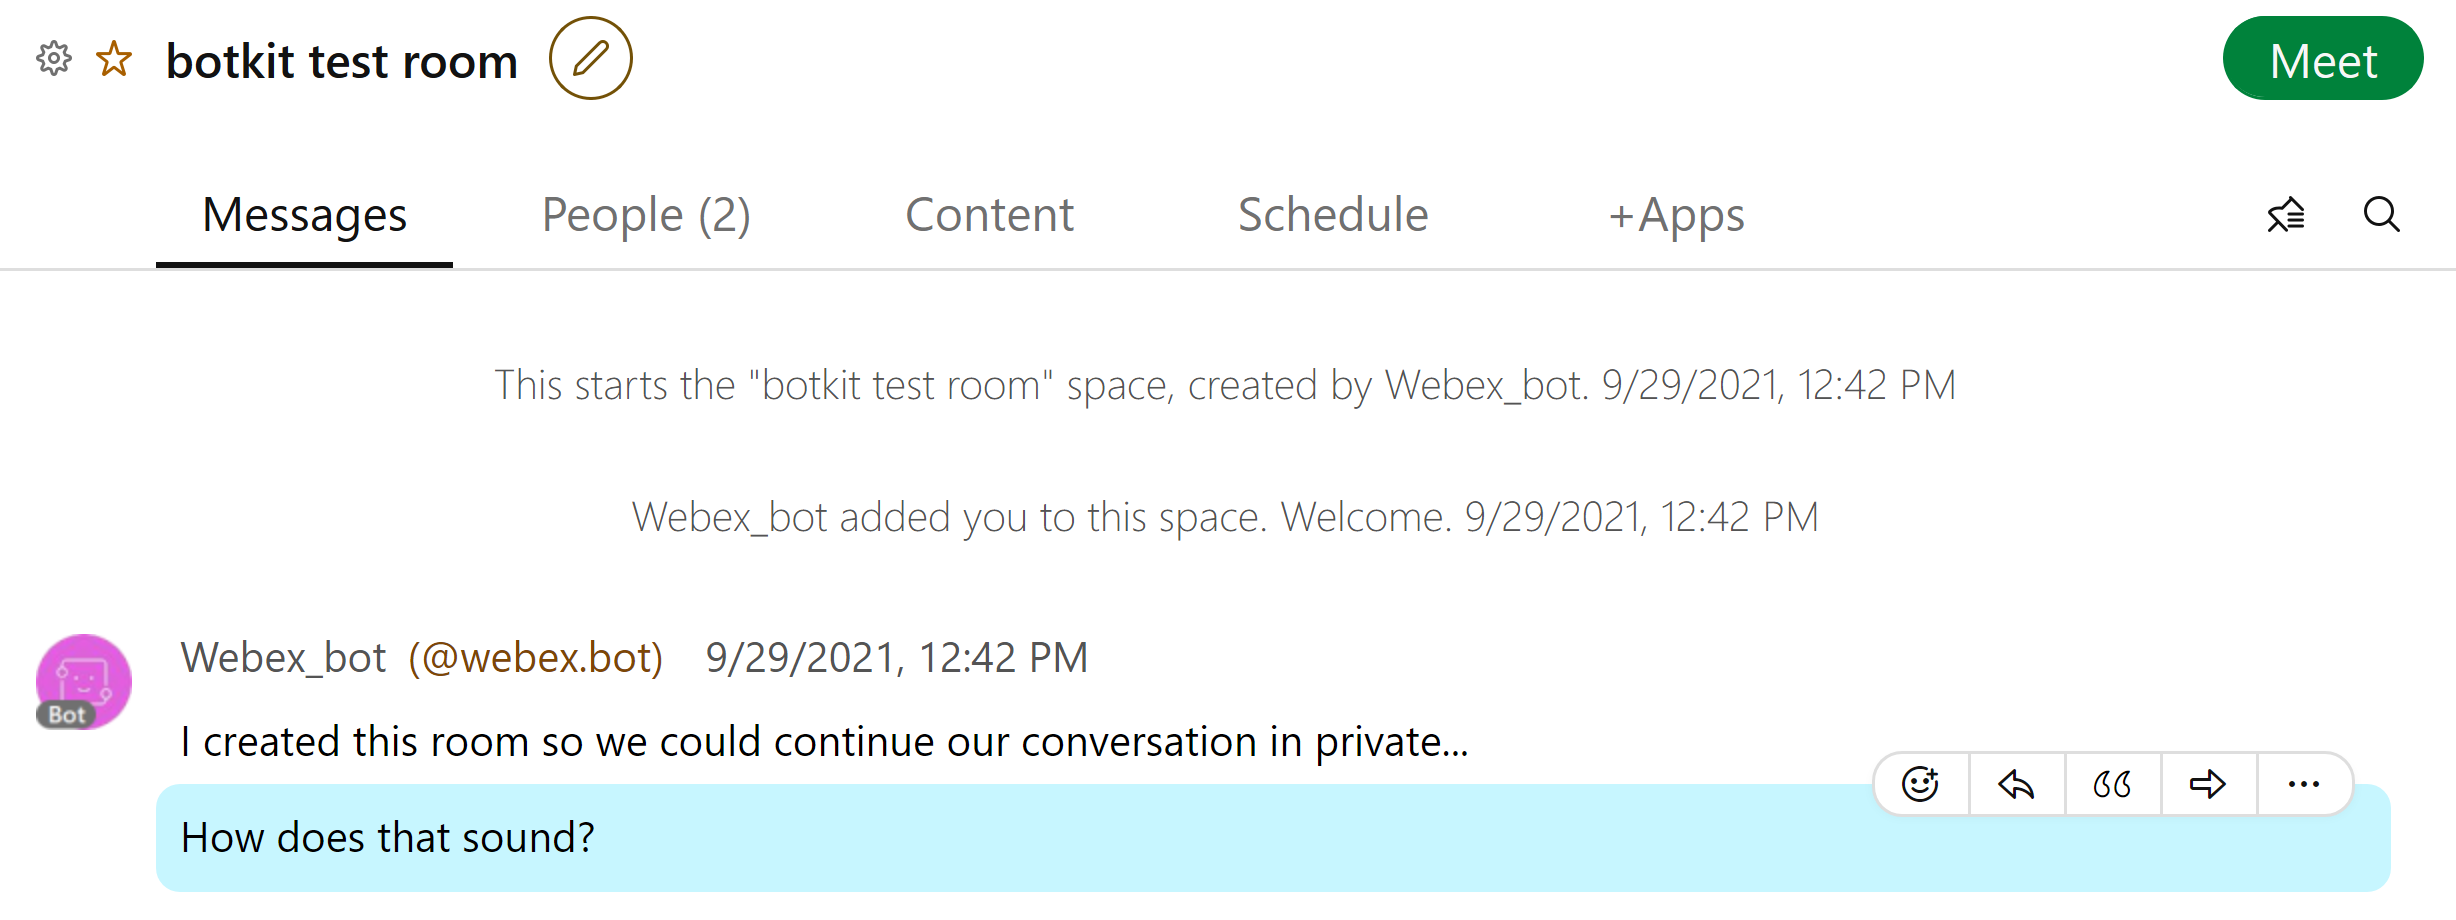 botkit test room
Meet
Messages People (2) Content Schedule +Apps
This starts the "botkit test room" space, created by Webex_bot. 9/29/2021, 12:42 PM
Webex_bot added you to this space. Welcome. 9/29/2021, 12:42 PM
Webex_bot (@webex.bot) 9/29/2021, 12:42 PM
Bot
I created this room so we could continue our conversation in private...
How does that sound?